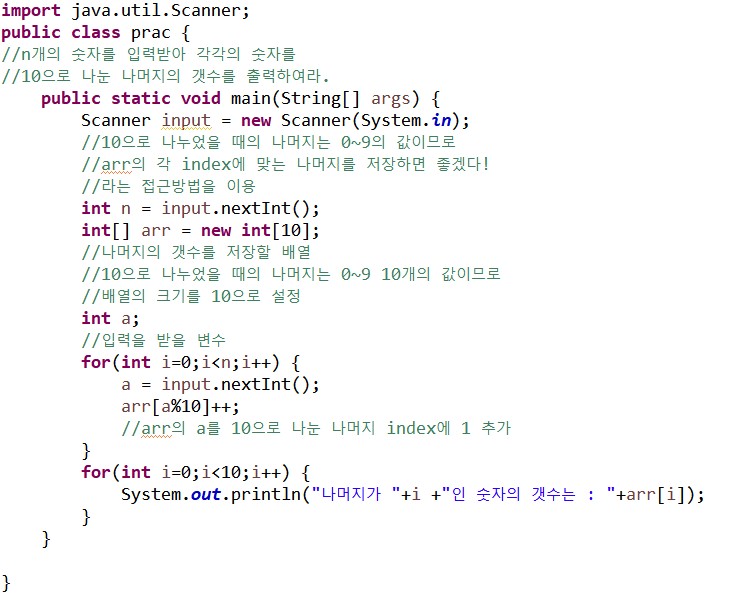 import java.util.Scanner;
public class prac {
//n개의 숫자를 입력받아 각각의 숫자를
//10으로 나눈 나머지의 갯수를 출력하여라.
    public static void main(String[] args) {
        Scanner input = new Scanner(System.in);
        //10으로 나누었을 때의 나머지는 0~9의 값이므로
        //arr의 각 index에 맞는 나머지를 저장하면 좋겠다!
        //라는 접근방법을 이용
        int n = input.nextInt();
        int[] arr = new int[10];
        //나머지의 갯수를 저장할 배열
        //10으로 나누었을 때의 나머지는 0~9 10개의 값이므로
        //배열의 크기를 10으로 설정
        int a;
        //입력을 받을 변수
        for(int i=0;i<n;i++) {
            a = input.nextInt();
            arr[a%10]++;
            //arr의 a를 10으로 나눈 나머지 index에 1 추가
        }
        for(int i=0;i<10;i++) {
            System.out.println("나머지가 "+i +"인 숫자의 갯수는 : "+arr[i]);
        }
    }

}